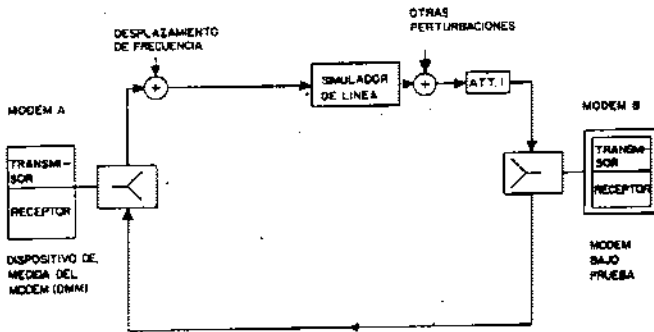 DESPLAZAMIENTO
DE FRECUENCIA
OTRAS
PERTURBACIONES
SIMULADOR
DE LINEA
ATT. 1
MODEM A
TRANSMI-
SOR
RECEPTOR
DISPOSITIVO DE
MEDIDA DEL
MODEM (DMM)
MODEM B
TRANSMI-
SOR
RECEPTOR
MODEM
BAJO
PRUEBA